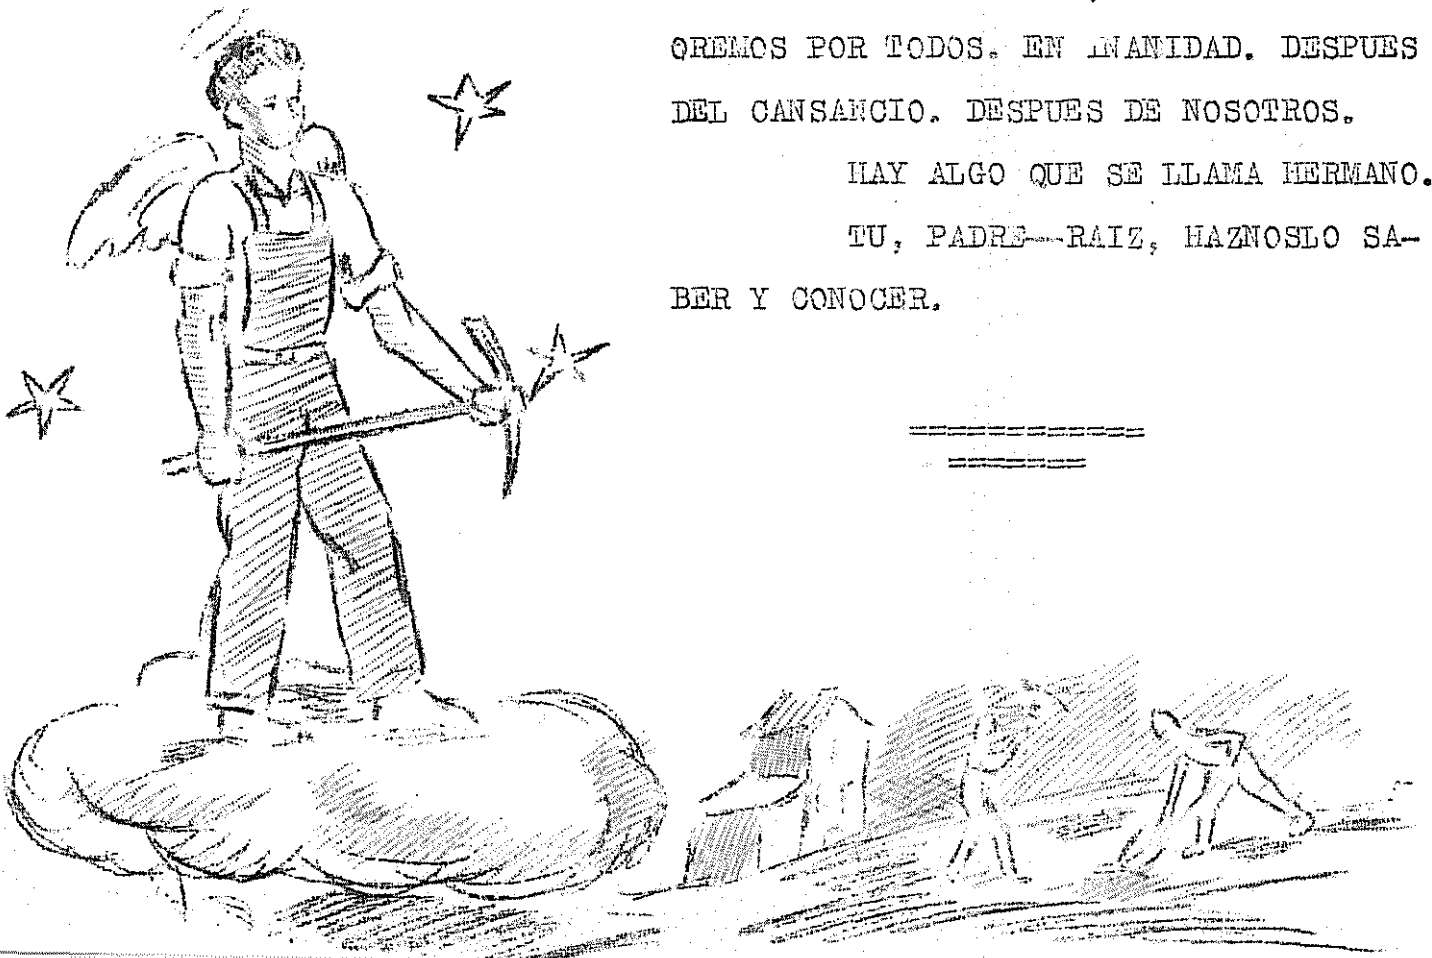 OREMOS POR TODOS. EN DESPUES
DEL CANSANCIO. DESPUES DE NOSOTROS.
HAY ALGO QUE SE LLAMA HERMANO.
TU, PADRE--RAIZ, HAZNOSLO SA-
BER Y CONOCER.